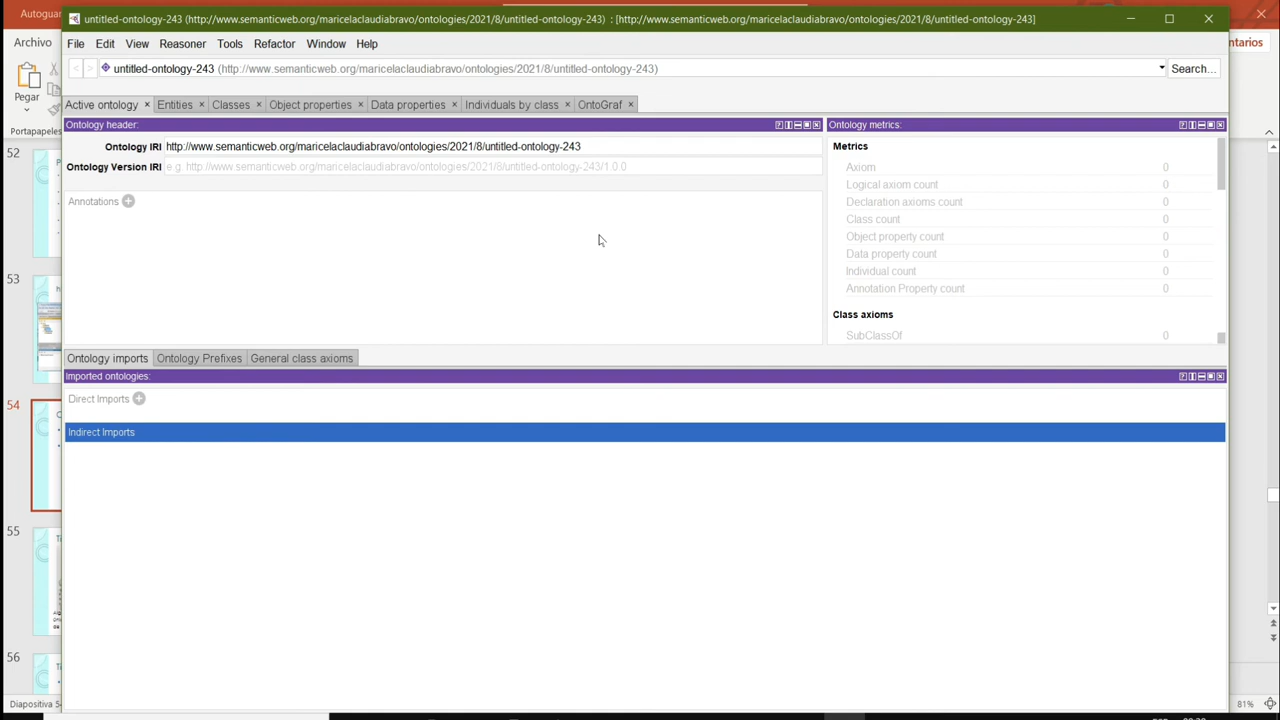 Autoguar
untitled-ontology-243 (http://www.semanticweb.org/maricelaclaudiabravo/ontologies/2021/8/untitled-ontology-243) : [http://www.semanticweb.org/maricelaclaudiabravo/ontologies/2021/8/untitled-ontology-243]
Archivo
File Edit View Reasoner Tools Refactor Window Help
ntarios
untitled-ontology-243 (http://www.semanticweb.org/maricelaclaudiabravo/ontologies/2021/8/untitled-ontology-243)
Search...
Pegar
Portapapeles
Active ontology × Entities × Classes × Object properties × Data properties × Individuals by class × OntoGraf ×
Ontology header:
Ontology IRI http://www.semanticweb.org/maricelaclaudiabravo/ontologies/2021/8/untitled-ontology-243
Ontology Version IRI e.g. http://www.semanticweb.org/maricelaclaudiabravo/ontologies/2021/8/untitled-ontology-243/1.0.0
Annotations
Ontology metrics:
Metrics
Axiom 0
Logical axiom count 0
Declaration axioms count 0
Class count 0
Object property count 0
Data property count 0
Individual count 0
Annotation Property count 0
Class axioms
SubClassOf 0
Ontology imports Ontology Prefixes General class axioms
Imported ontologies:
Direct Imports
Indirect Imports
52
53
54
55
56
Diapositiva 54
81%